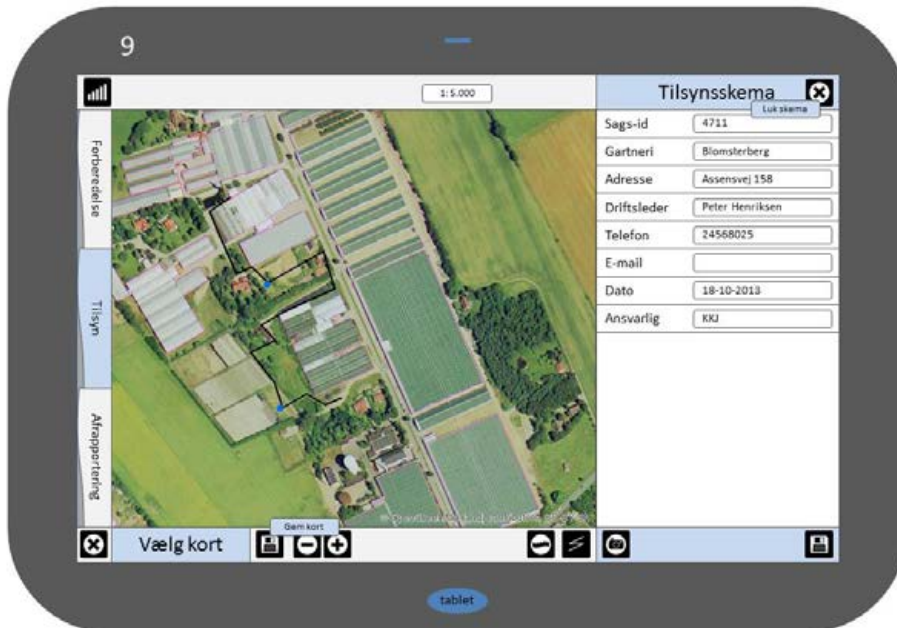 9
1:5.000
Tilsynsskema
Luk skema
Forberedelse
Tilsyn
Afrapportering
Sags-id 4711
Gartneri Blomsterberg
Adresse Assensvej 158
Driftsleder Peter Henriksen
Telefon 24568025
E-mail
Dato 18-10-2013
Ansvarlig KKJ
Gem kort
Vælg kort
tablet